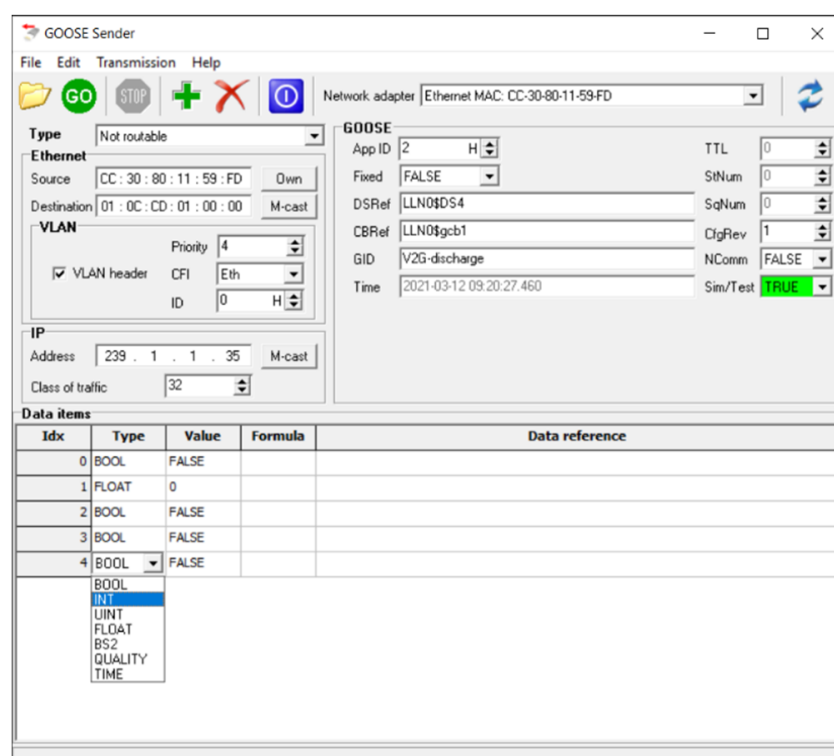 GOOSE Sender
File Edit Transmission Help
GO STOP Network adapter Ethernet MAC: CC-30-80-11-59-FD
Type Not routable
Ethernet
Source CC : 30 : 80 : 11 : 59 : FD Own
Destination 01 : 0C : CD : 01 : 00 : 00 M-cast
VLAN
Priority 4
VLAN header CFI Eth
ID 0 H
IP
Address 239 . 1 . 1 . 35 M-cast
Class of traffic 32
GOOSE
App ID 2 H TTL 0
Fixed FALSE StNum 0
DSRef LLN0$DS4 SqNum 0
CBRef LLN0$gcb1 CfgRev 1
GID V2G-discharge NComm FALSE
Time 2021-03-12 09:20:27.460 Sim/Test TRUE
Data items
Idx Type Value Formula Data reference
0 BOOL FALSE
1 FLOAT 0
2 BOOL FALSE
3 BOOL FALSE
4 BOOL FALSE
BOOL
INT
UINT
FLOAT
BS2
QUALITY
TIME